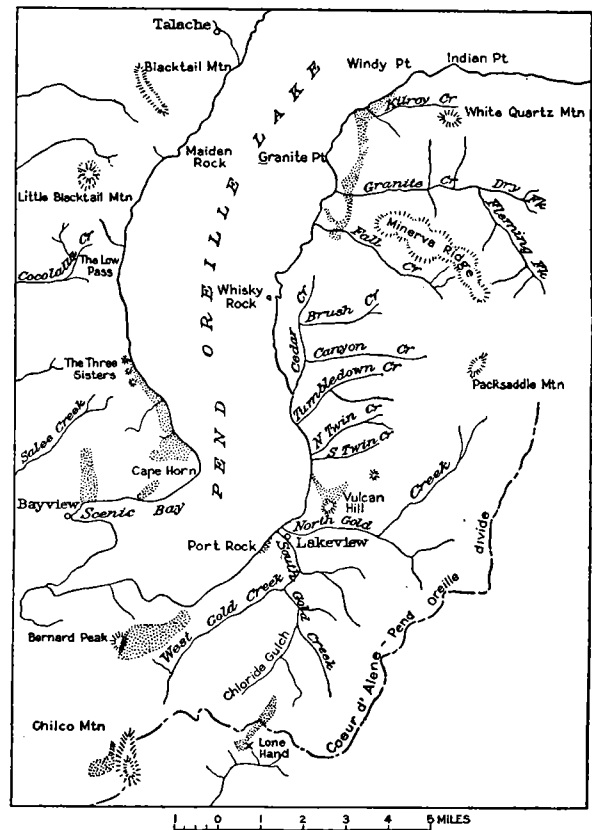 Talache
Blacktail Mtn
Windy Pt
Indian Pt
Kilroy Cr
White Quartz Mtn
Maiden
Rock
Granite Pt
Little Blacktail Mtn
Granite Cr
Dry Fk
Fleming Fk
Minerva Ridge
Fall Cr
Cocolalla Cr
The Low
Pass
PEND OREILLE LAKE
Whisky
Rock
Cedar Cr
Brush Cr
Canyon Cr
Tumbledown Cr
The Three
Sisters
Packsaddle Mtn
N Twin Cr
S Twin Cr
Salee Creek
Cape Horn
Bayview
Scenic Bay
Vulcan
Hill
North Gold Creek
Port Rock
Lakeview
South Gold Creek
West Gold Creek
Bernard Peak
Chloride Gulch
Coeur d'Alene - Pend Oreille divide
Chilco Mtn
Lone
Hand
1 0 1 2 3 4 5 MILES